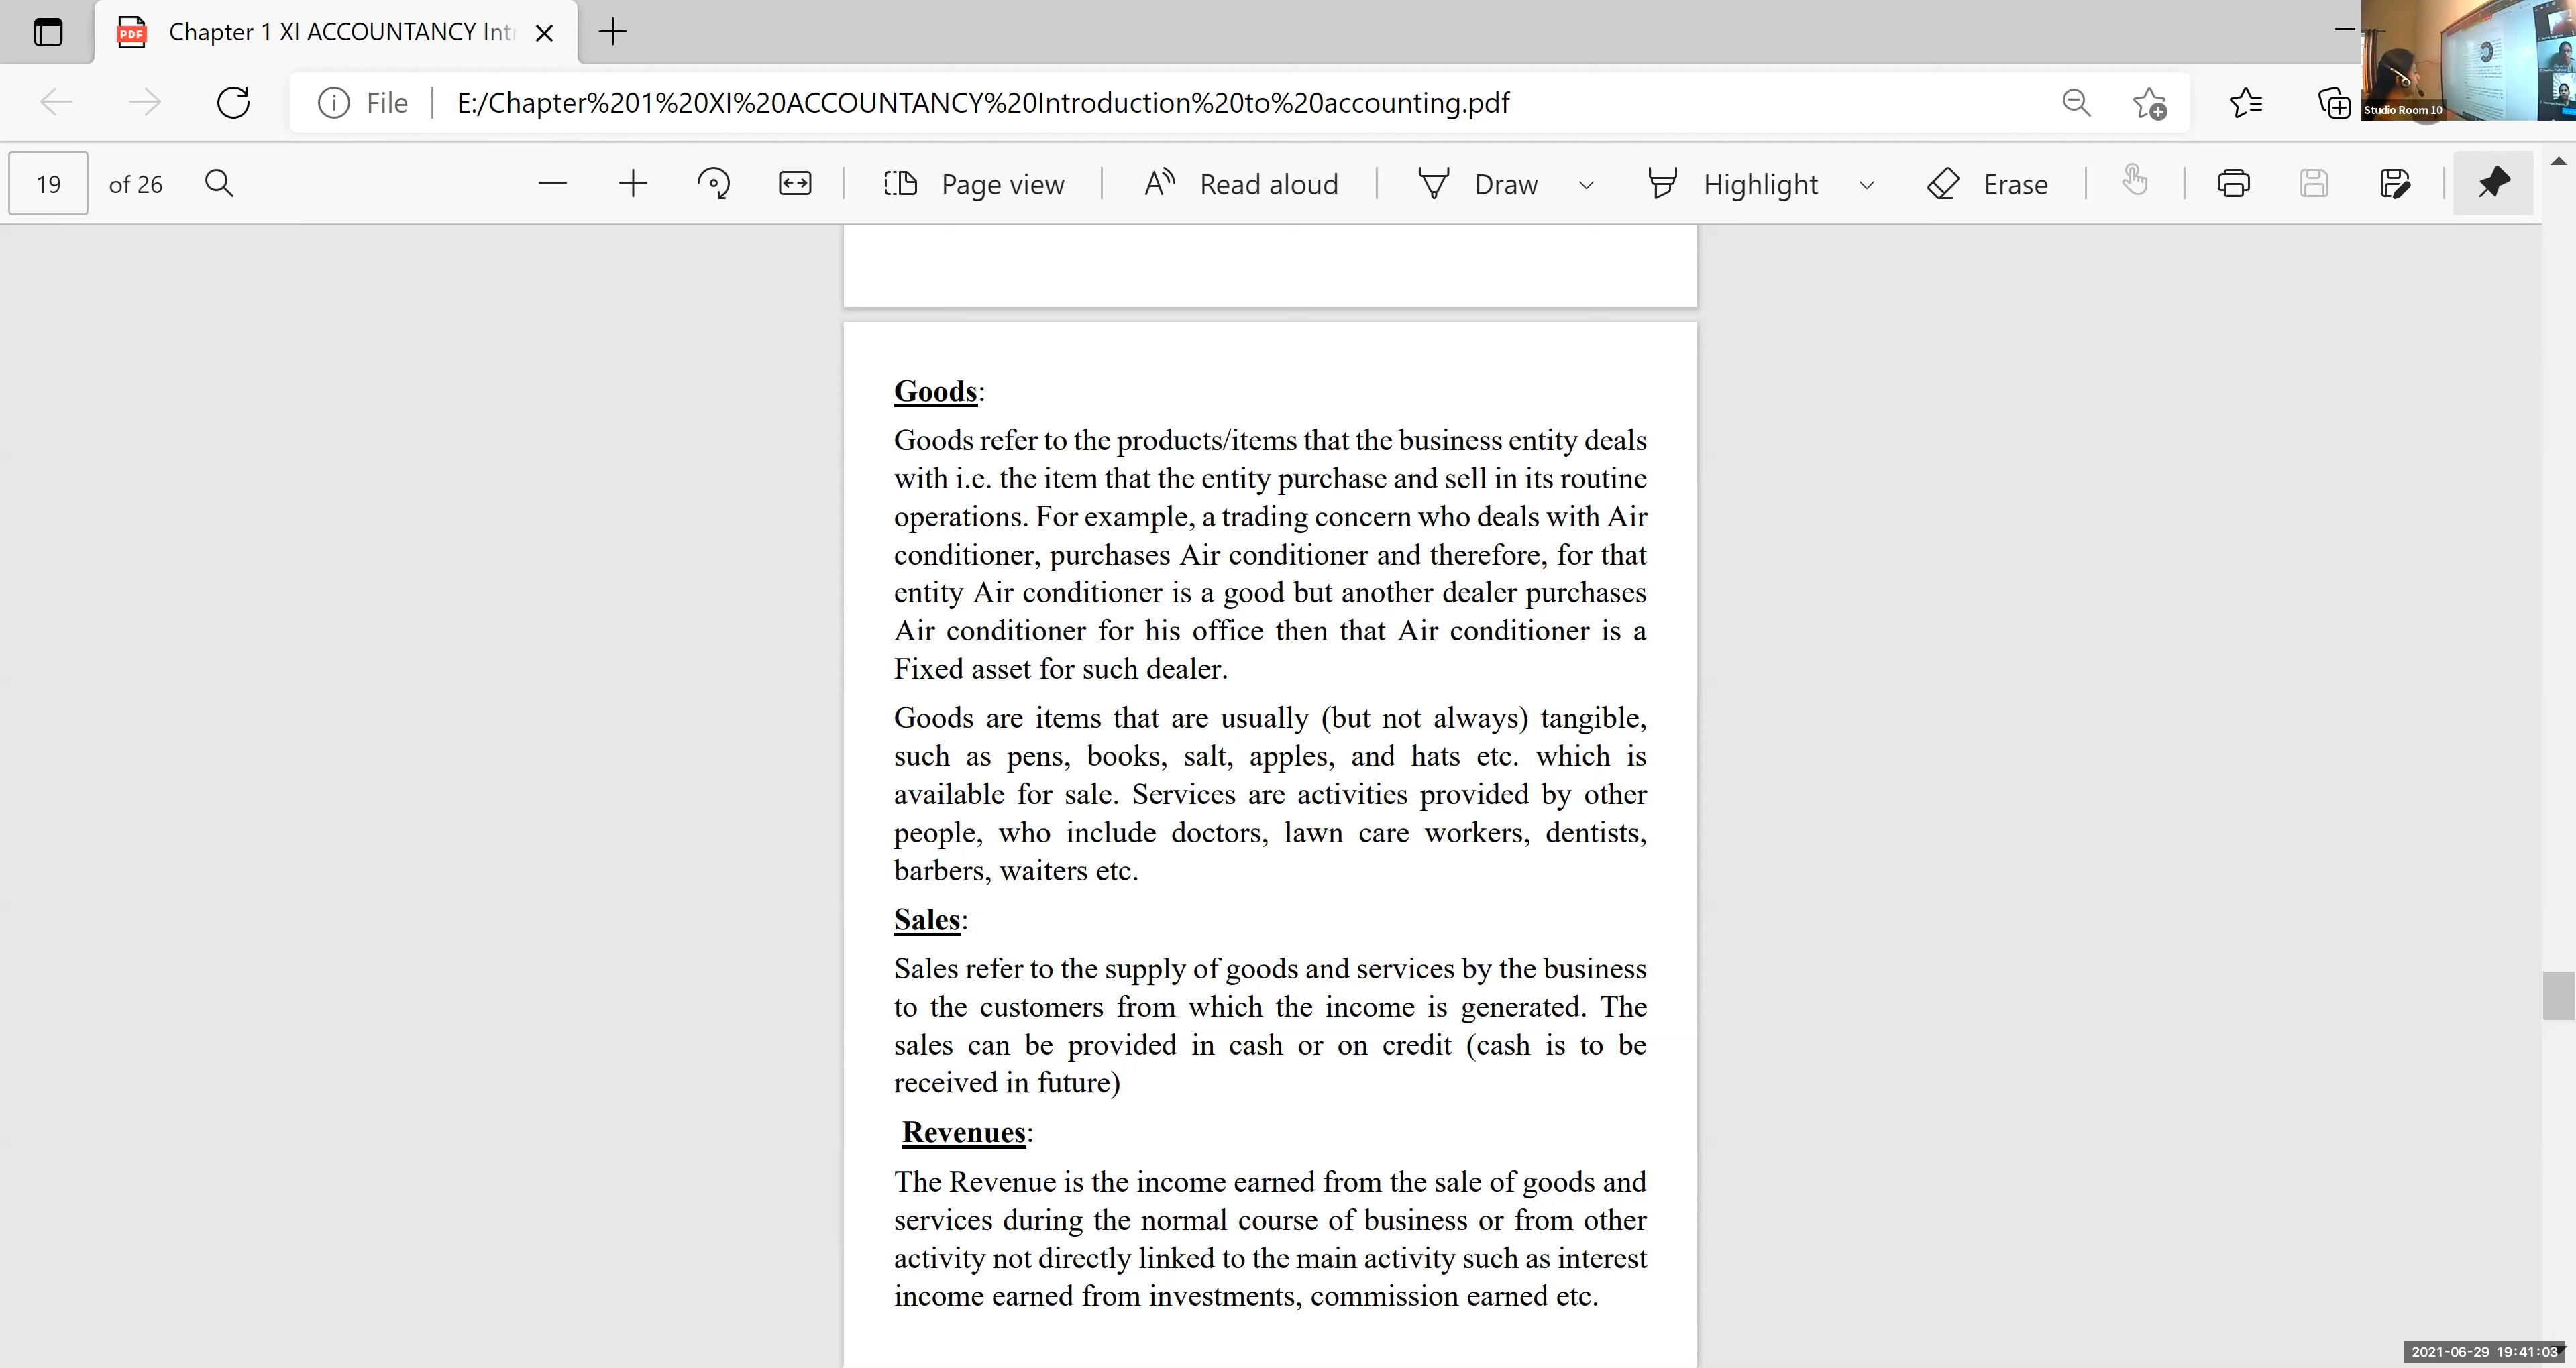 Chapter 1 XI ACCOUNTANCY Int
File
E:/Chapter%201%20XI%20ACCOUNTANCY%20Introduction%20to%20accounting.pdf
Studio Room 10
19 of 26
Page view
Read aloud
Draw
Highlight
Erase
Goods:
Goods refer to the products/items that the business entity deals
with i.e. the item that the entity purchase and sell in its routine
operations. For example, a trading concern who deals with Air
conditioner, purchases Air conditioner and therefore, for that
entity Air conditioner is a good but another dealer purchases
Air conditioner for his office then that Air conditioner is a
Fixed asset for such dealer.
Goods are items that are usually (but not always) tangible,
such as pens, books, salt, apples, and hats etc. which is
available for sale. Services are activities provided by other
people, who include doctors, lawn care workers, dentists,
barbers, waiters etc.
Sales:
Sales refer to the supply of goods and services by the business
to the customers from which the income is generated. The
sales can be provided in cash or on credit (cash is to be
received in future)
Revenues:
The Revenue is the income earned from the sale of goods and
services during the normal course of business or from other
activity not directly linked to the main activity such as interest
income earned from investments, commission earned etc.
2021-06-29 19:41:03